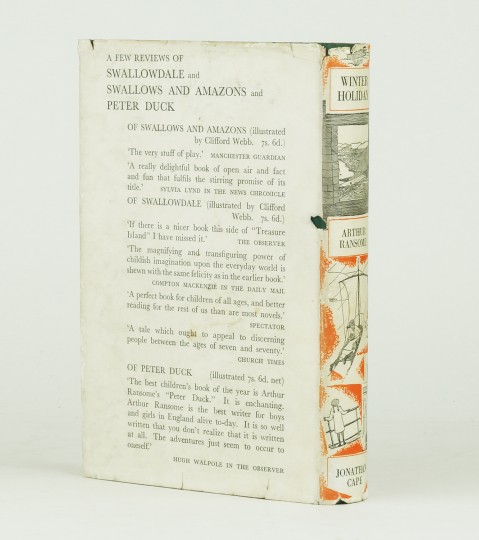 A FEW REVIEWS OF
SWALLOWDALE and
SWALLOWS AND AMAZONS and
PETER DUCK
OF SWALLOWS AND AMAZONS (illustrated
by Clifford Webb. 7s. 6d.)
'The very stuff of play.' MANCHESTER GUARDIAN
'A really delightful book of open air and fact
and fun that fulfils the stirring promise of its
title.' SYLVIA LYND IN THE NEWS CHRONICLE
OF SWALLOWDALE (illustrated by Clifford
Webb. 7s. 6d.)
'If there is a nicer book this side of "Treasure
Island" I have missed it.' THE OBSERVER
'The magnifying and transfiguring power of
childish imagination upon the everyday world is
shewn with the same felicity as in the earlier book.'
COMPTON MACKENZIE IN THE DAILY MAIL
'A perfect book for children of all ages, and better
reading for the rest of us than are most novels.'
SPECTATOR
'A tale which ought to appeal to discerning
people between the ages of seven and seventy.'
CHURCH TIMES
OF PETER DUCK (illustrated 7s. 6d. net)
'The best children's book of the year is Arthur
Ransome's "Peter Duck." It is enchanting.
Arthur Ransome is the best writer for boys
and girls in England alive to-day. It is so well
written that you don't realize that it is written
at all. The adventures just seem to occur to
oneself.'
HUGH WALPOLE IN THE OBSERVER
WINTER
HOLIDAY
ARTHUR
RANSOME
JONATHAN
CAPE